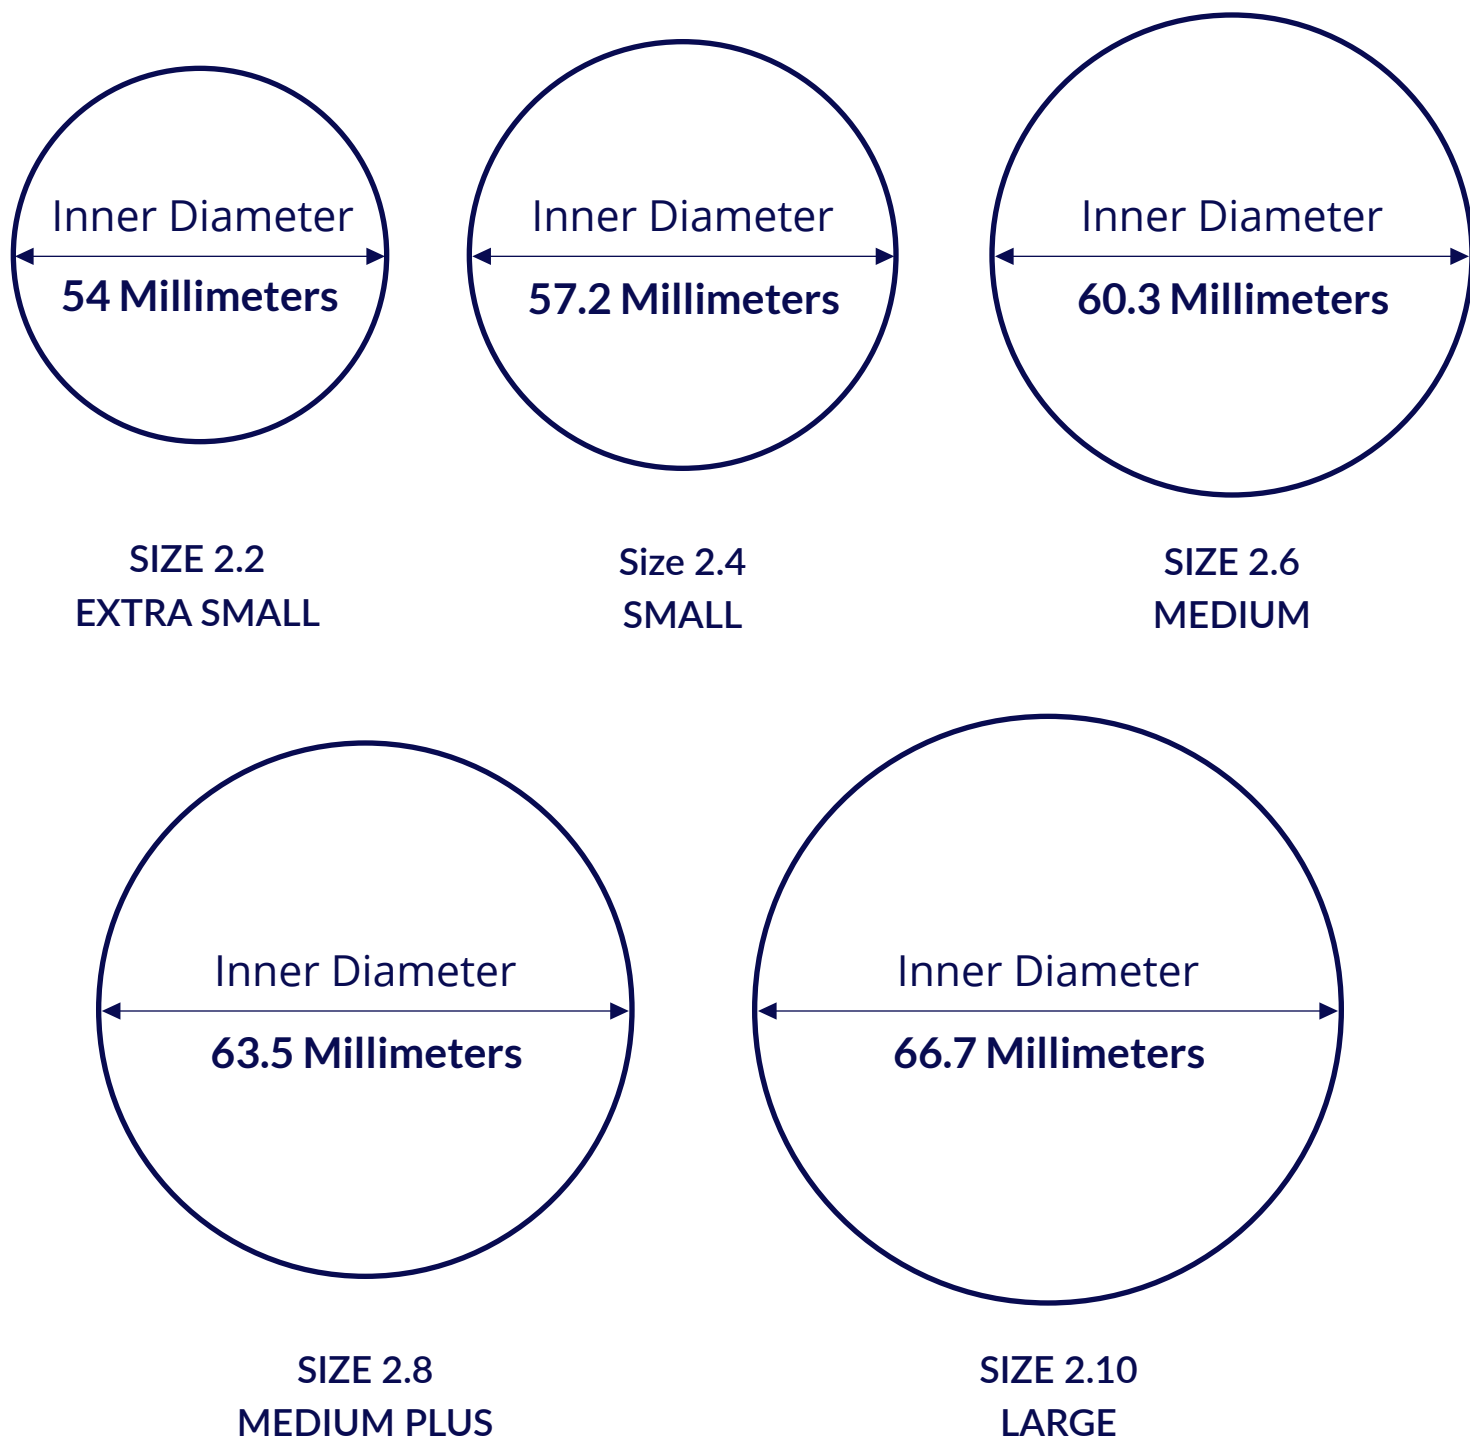 Inner Diameter
54 Millimeters
SIZE 2.2
EXTRA SMALL
Inner Diameter
57.2 Millimeters
Size 2.4
SMALL
Inner Diameter
60.3 Millimeters
SIZE 2.6
MEDIUM
Inner Diameter
63.5 Millimeters
SIZE 2.8
MEDIUM PLUS
Inner Diameter
66.7 Millimeters
SIZE 2.10
LARGE